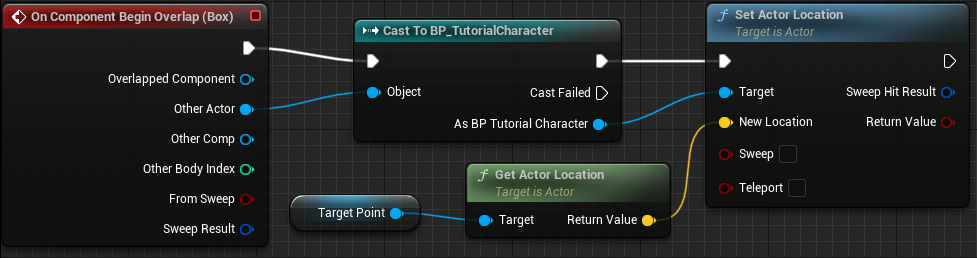 On Component Begin Overlap (Box)
Overlapped Component
Other Actor
Other Comp
Other Body Index
From Sweep
Sweep Result
Cast To BP_TutorialCharacter
Object
Cast Failed
As BP Tutorial Character
Target Point
Get Actor Location
Target is Actor
Target
Return Value
Set Actor Location
Target is Actor
Target
Sweep Hit Result
New Location
Return Value
Sweep
Teleport